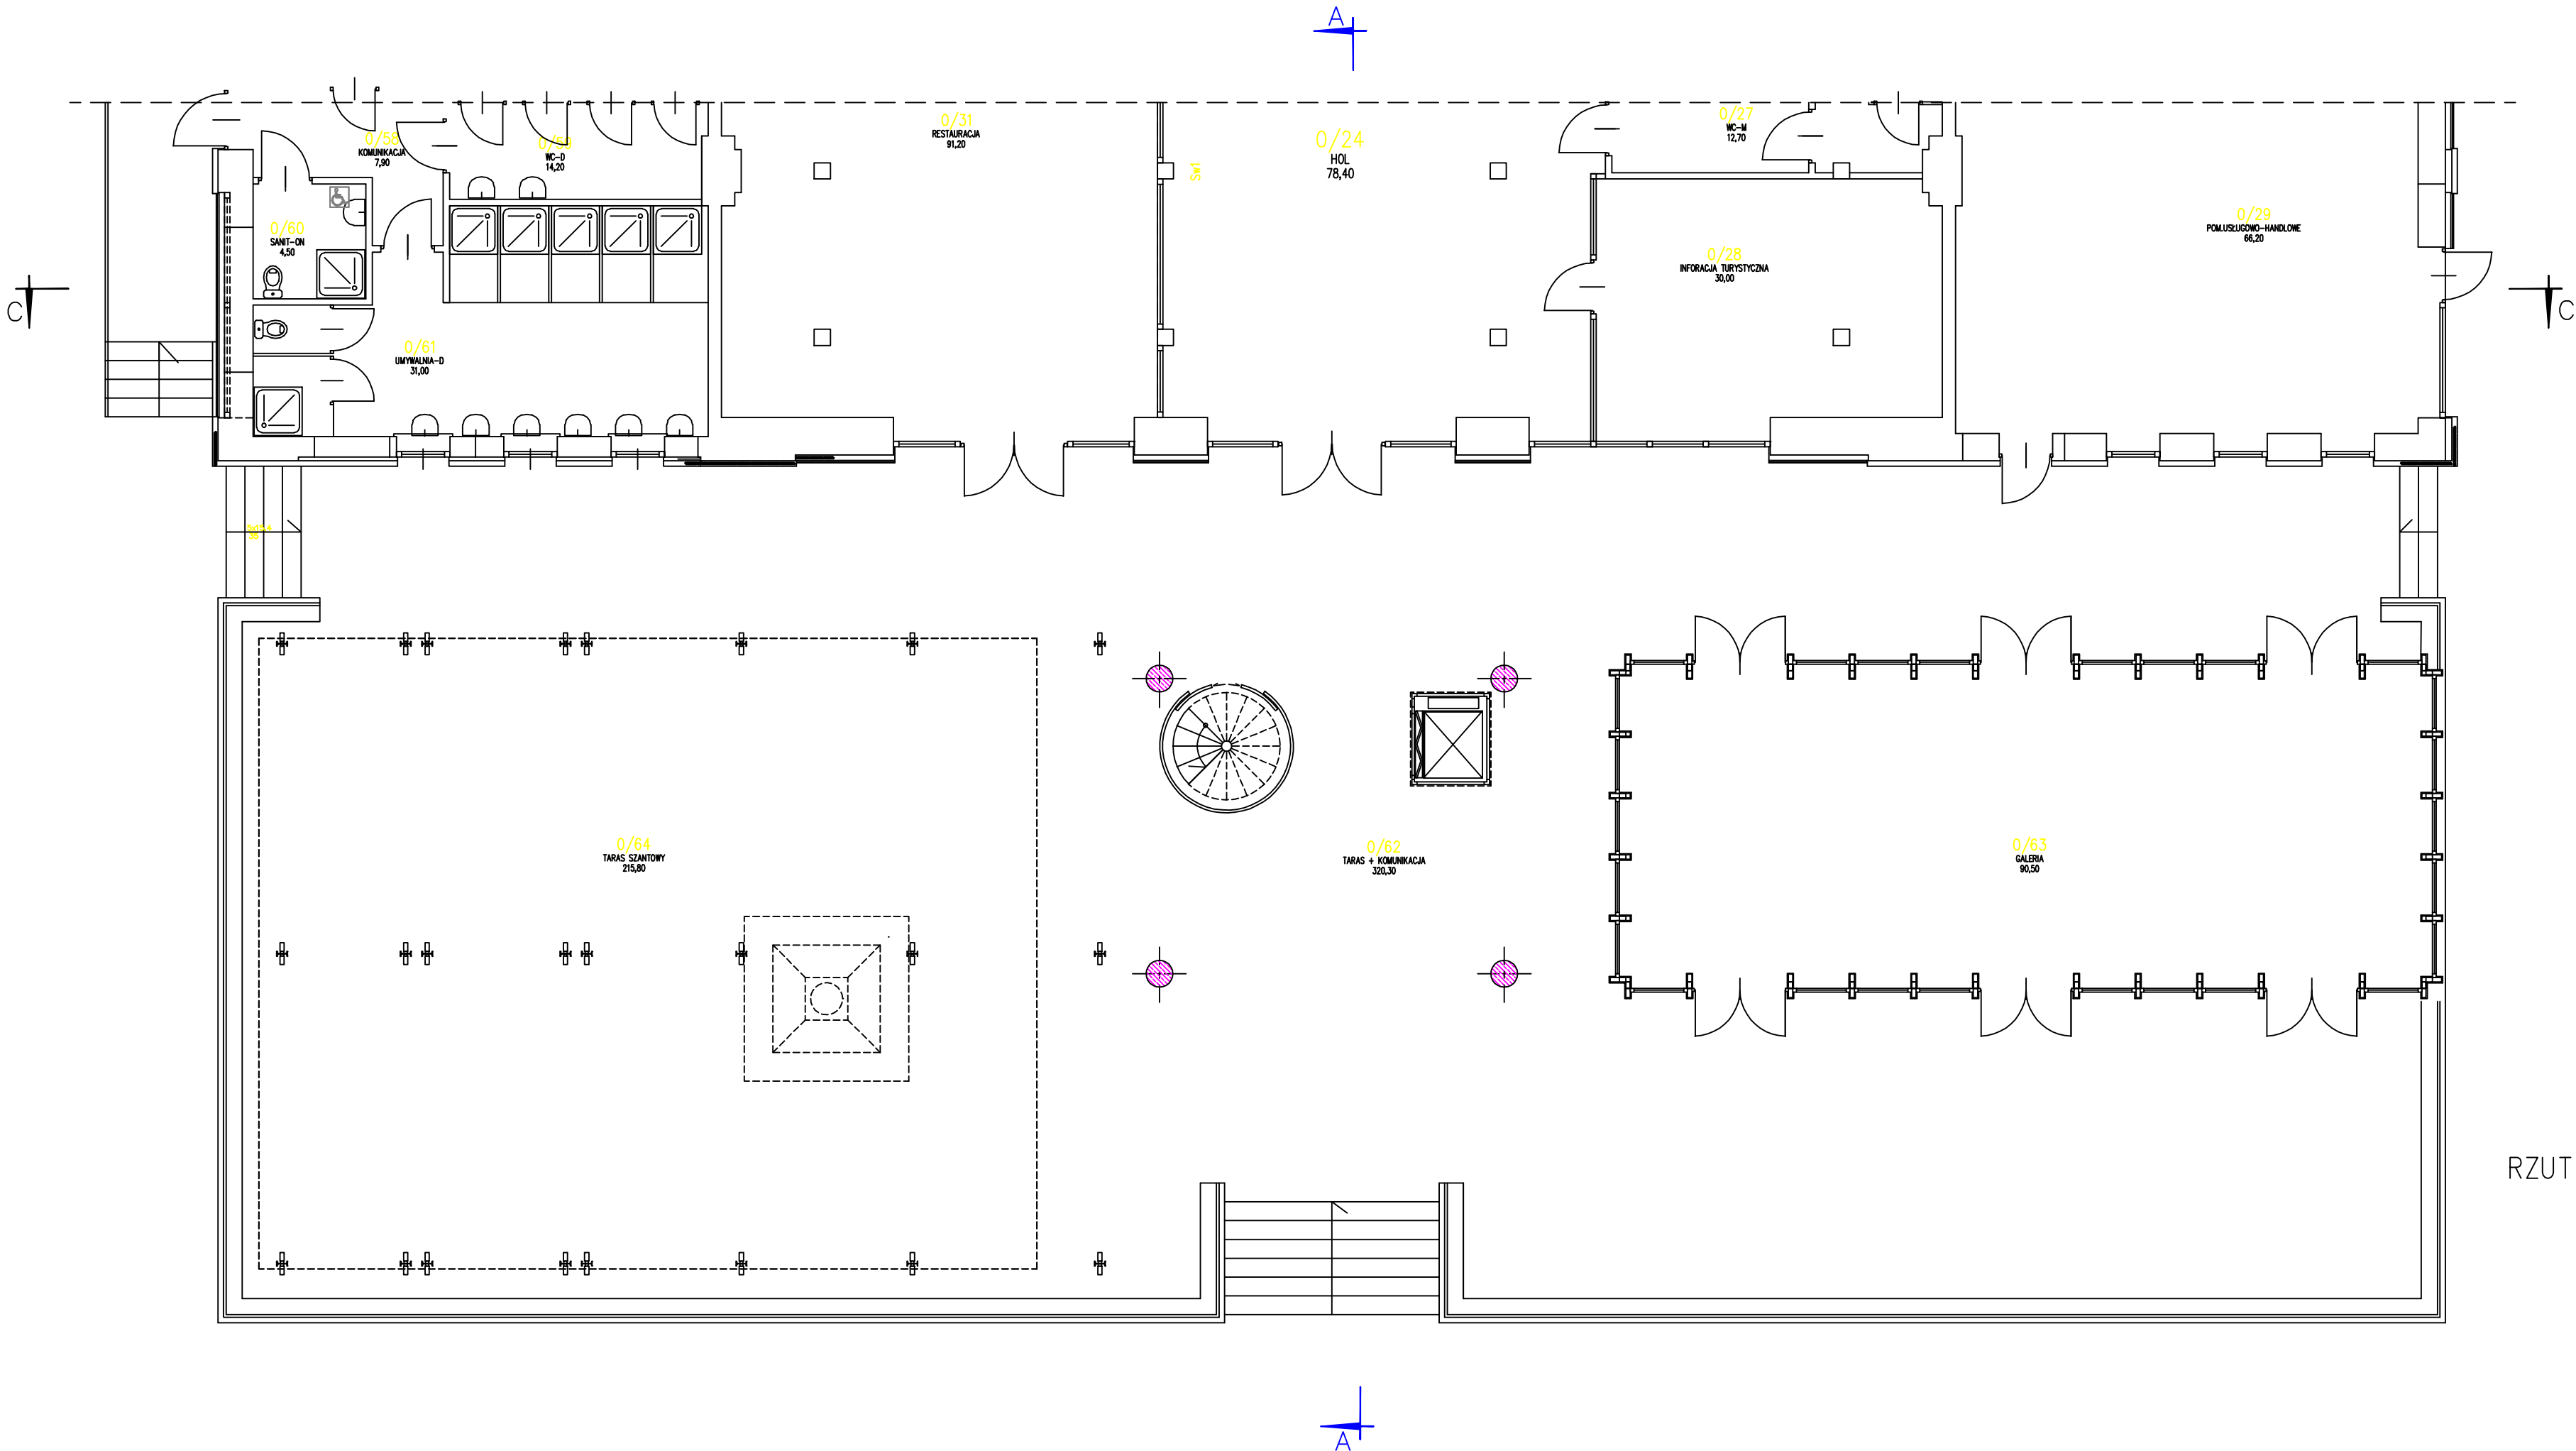 A
0/58
KOMUNIKACJA
7,90
0/59
WC-D
14,20
0/31
RESTAURACJA
91,20
0/24
HOL
78,40
0/27
WC-M
12,70
0/60
SANIT-ON
4,50
0/28
INFORACJA TURYSTYCZNA
30,00
0/29
POM.USŁUGOWO-HANDLOWE
66,20
C
C
0/61
UMYWALNIA-D
31,00
0/64
TARAS SZANTOWY
215,80
0/62
TARAS + KOMUNIKACJA
320,30
0/63
GALERIA
90,50
RZUT
A